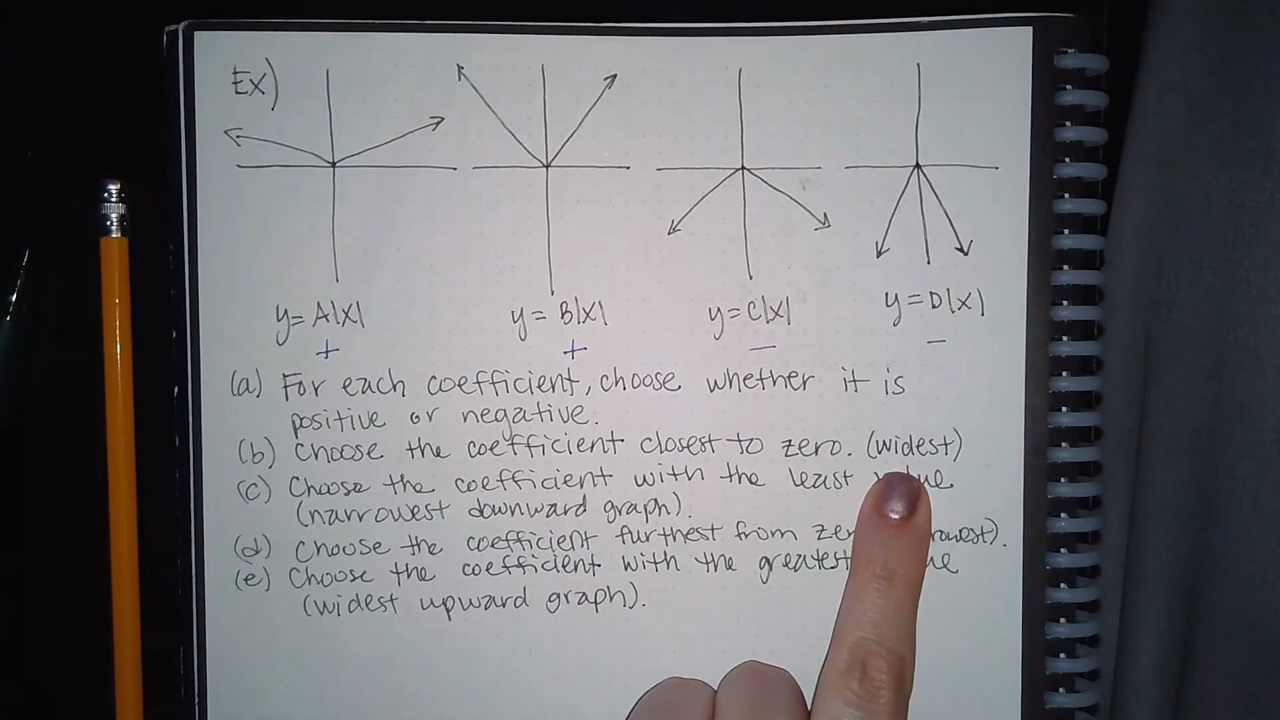 Ex)
y= A|X| y= B|X| y=C|X| y=D|X|
+ + − −
(a) For each coefficient, choose whether it is
positive or negative.
(b) Choose the coefficient closest to zero. (widest)
(c) Choose the coefficient with the least
(narrowest downward graph).
(d) Choose the coefficient furthest from
(e) Choose the coefficient with the greatest
(widest upward graph).